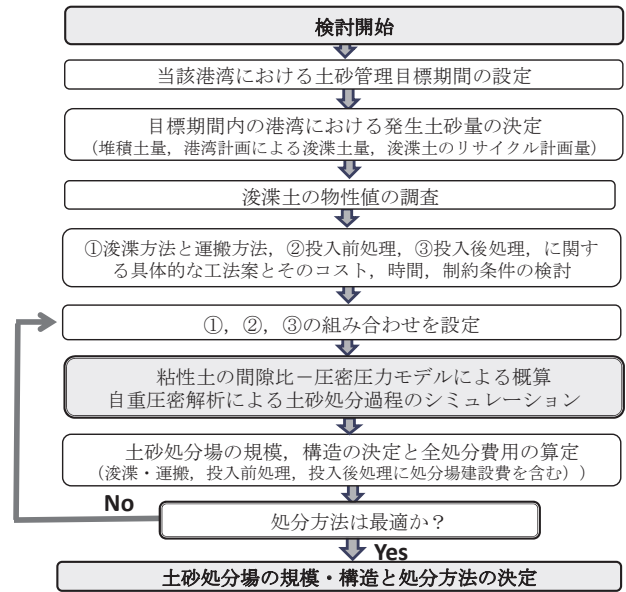 検討開始
当該港湾における土砂管理目標期間の設定
目標期間内の港湾における発生土砂量の決定
（堆積土量，港湾計画による浚渫土量，浚渫土のリサイクル計画量）
浚渫土の物性値の調査
①浚渫方法と運搬方法，②投入前処理，③投入後処理，に関す
る具体的な工法案とそのコスト，時間，制約条件の検討
①，②，③の組み合わせを設定
粘性土の間隙比－圧密圧力モデルによる概算
自重圧密解析による土砂処分過程のシミュレーション
土砂処分場の規模，構造の決定と全処分費用の算定
（浚渫・運搬，投入前処理，投入後処理に処分場建設費を含む））
No
処分方法は最適か？
Yes
土砂処分場の規模・構造と処分方法の決定